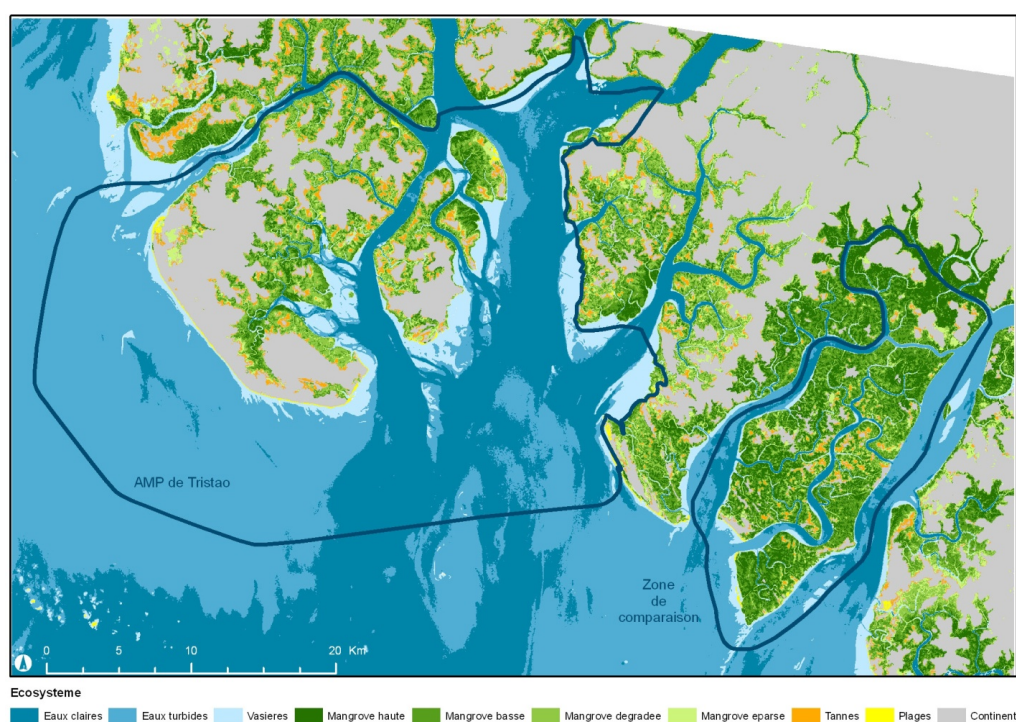 AMP de Tristao
Zone
de
comparaison
0 5 10 20 Km
Ecosysteme
Eaux claires Eaux turbides Vasieres Mangrove haute Mangrove basse Mangrove degradee Mangrove eparse Tannes Plages Continent